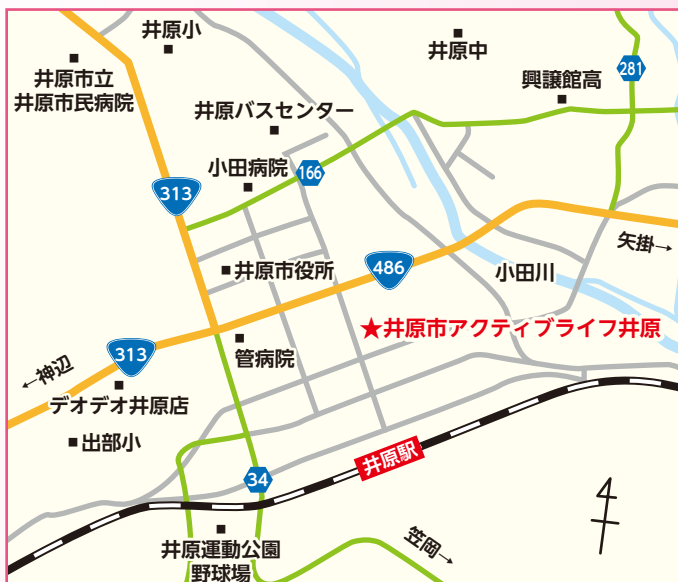 井原小
井原中
281
井原市立
井原市民病院
興譲館高
井原バスセンター
小田病院
166
313
矢掛→
井原市役所
486
小田川
★井原市アクティブライフ井原
313
管病院
←神辺
デオデオ井原店
出部小
井原駅
34
井原運動公園
野球場
笠岡→
4